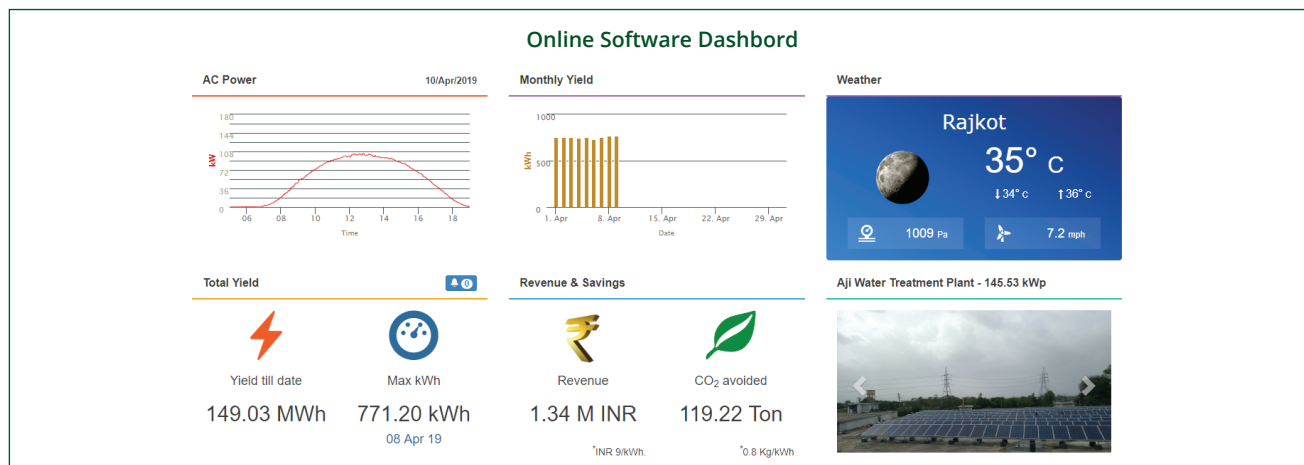 Online Software Dashbord
AC Power
10/Apr/2019
180
144
108
72
36
0
kW
06 08 10 12 14 16 18
Time
Monthly Yield
1000
500
0
kWh
1. Apr 8. Apr 15. Apr 22. Apr 29. Apr
Date
Weather
Rajkot
35° C
↓34° C ↑36° C
1009 Pa 7.2 mph
Total Yield
0
Yield till date
149.03 MWh
Max kWh
771.20 kWh
08 Apr 19
Revenue & Savings
₹
Revenue
1.34 M INR
*INR 9/kWh.
CO₂ avoided
119.22 Ton
*0.8 Kg/kWh
Aji Water Treatment Plant - 145.53 kWp